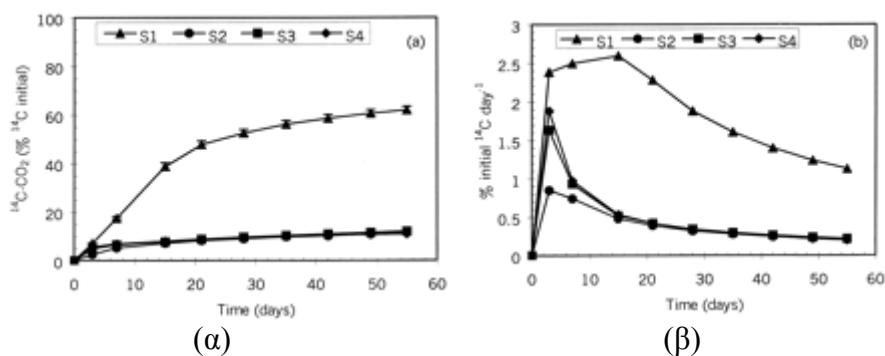 S1 S2 S3 S4
(a)
¹⁴C-CO₂ (% ¹⁴C initial)
100
80
60
40
20
0
0 10 20 30 40 50 60
Time (days)
(α)
S1 S2 S3 S4
(b)
% initial ¹⁴C day⁻¹
3
2.5
2
1.5
1
0.5
0
0 10 20 30 40 50 60
Time (days)
(β)